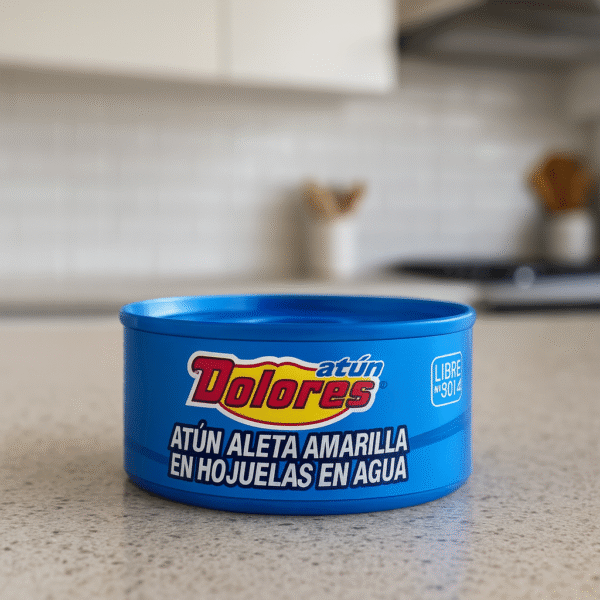 atún
Dolores
ATÚN ALETA AMARILLA
EN HOJUELAS EN AGUA
LIBRE